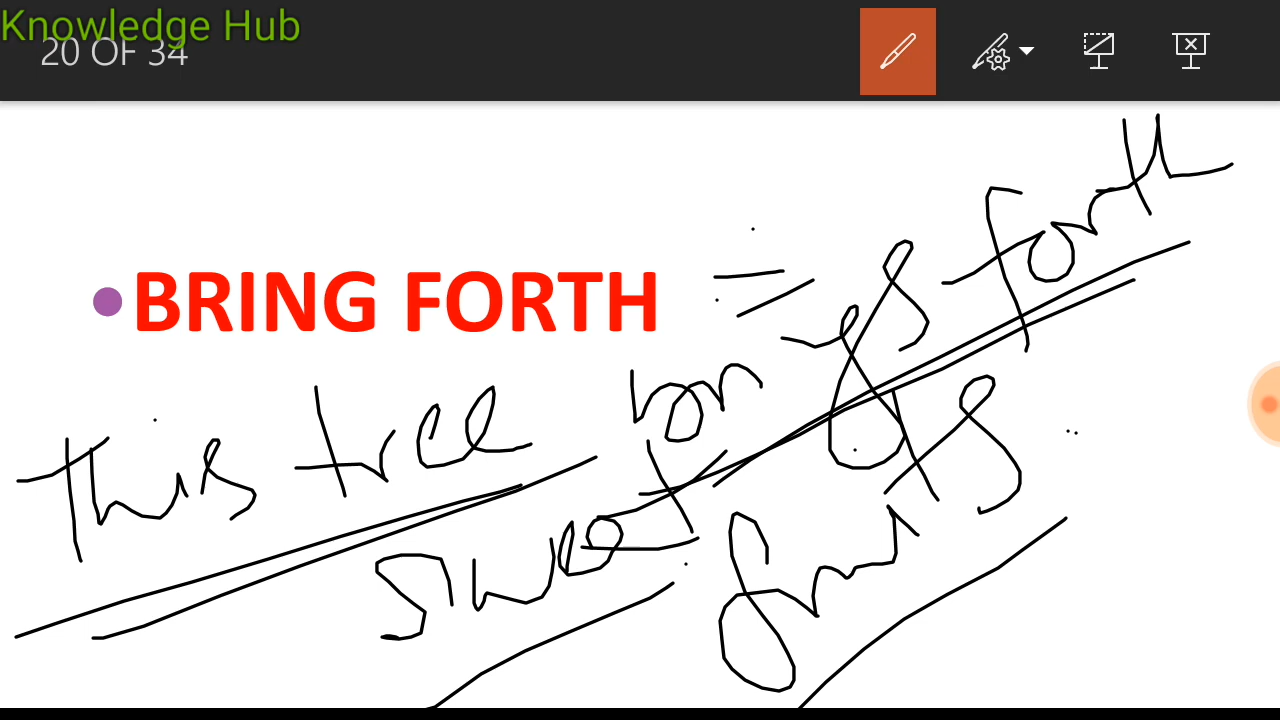 Knowledge Hub
20 OF 34
• BRING FORTH =
This tree brings forth
sweet fruits